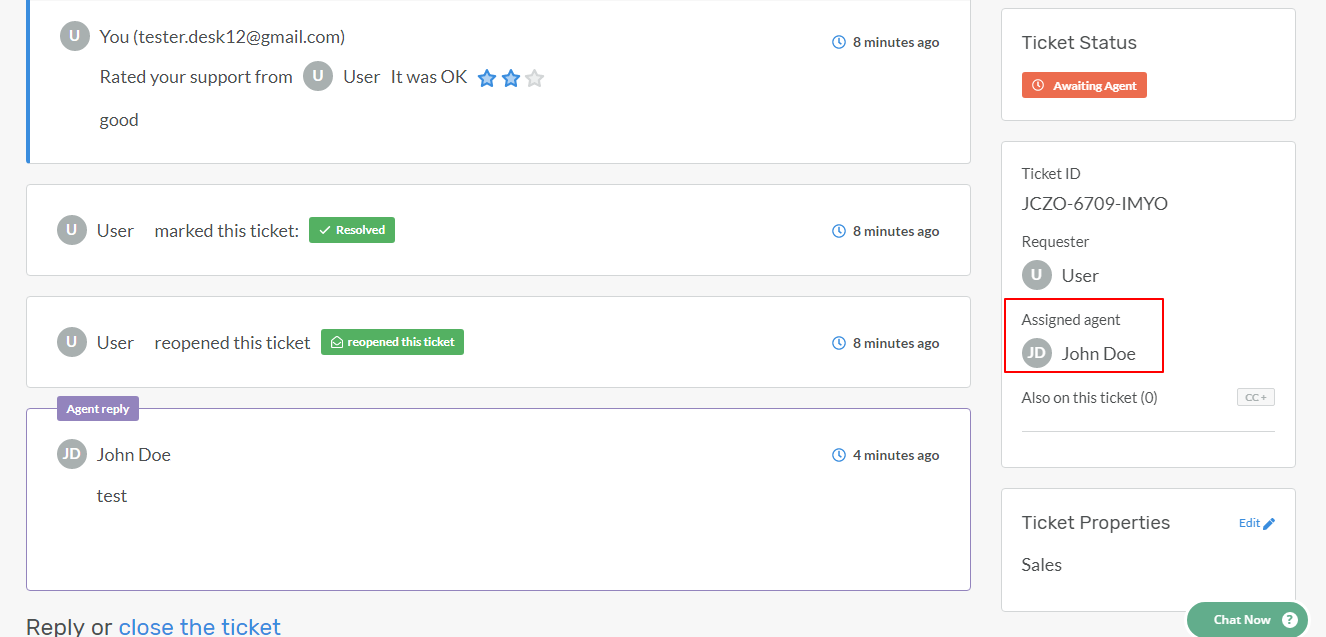 U You (tester.desk12@gmail.com)
8 minutes ago
Rated your support from U User It was OK
good
U User marked this ticket: Resolved
8 minutes ago
U User reopened this ticket reopened this ticket
8 minutes ago
Agent reply
JD John Doe
4 minutes ago
test
Reply or close the ticket
Ticket Status
Awaiting Agent
Ticket ID
JCZO-6709-IMYO
Requester
U User
Assigned agent
JD John Doe
Also on this ticket (0) CC +
Ticket Properties Edit
Sales
Chat Now ?